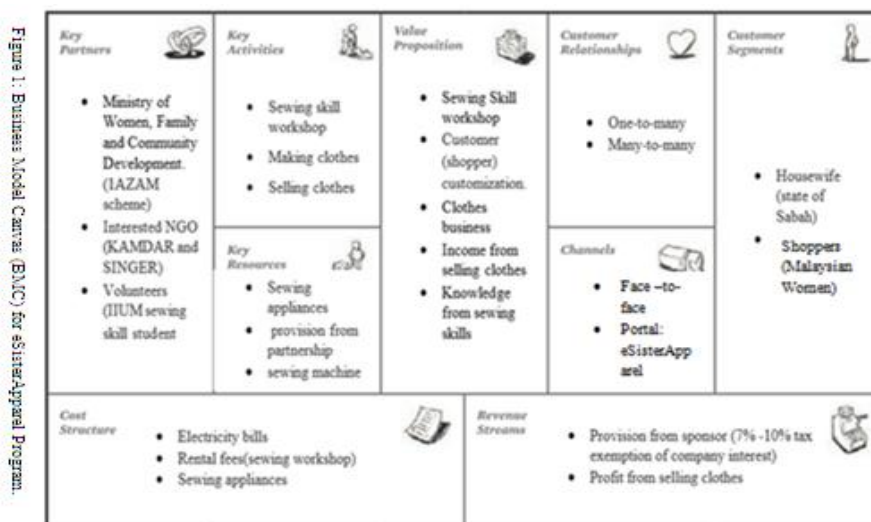 Figure 1: Business Model Canvas (BMC) for eSisterApparel Program.
Key
Partners
• Ministry of
Women, Family
and Community
Development.
(1AZAM
scheme)
• Interested NGO
(KAMDAR and
SINGER)
• Volunteers
(IIUM sewing
skill student
Key
Activities
• Sewing skill
workshop
• Making clothes
• Selling clothes
Key
Resources
• Sewing
appliances
• provision from
partnership
• sewing machine
Value
Proposition
• Sewing Skill
workshop
• Customer
(shopper)
customization.
• Clothes
business
• Income from
selling clothes
• Knowledge
from sewing
skills
Customer
Relationships
• One-to-many
• Many-to-many
Channels
• Face –to-
face
• Portal:
eSisterApp
arel
Customer
Segments
• Housewife
(state of
Sabah)
• Shoppers
(Malaysian
Women)
Cost
Structure
• Electricity bills
• Rental fees(sewing workshop)
• Sewing appliances
Revenue
Streams
• Provision from sponsor (7% -10% tax
exemption of company interest)
• Profit from selling clothes